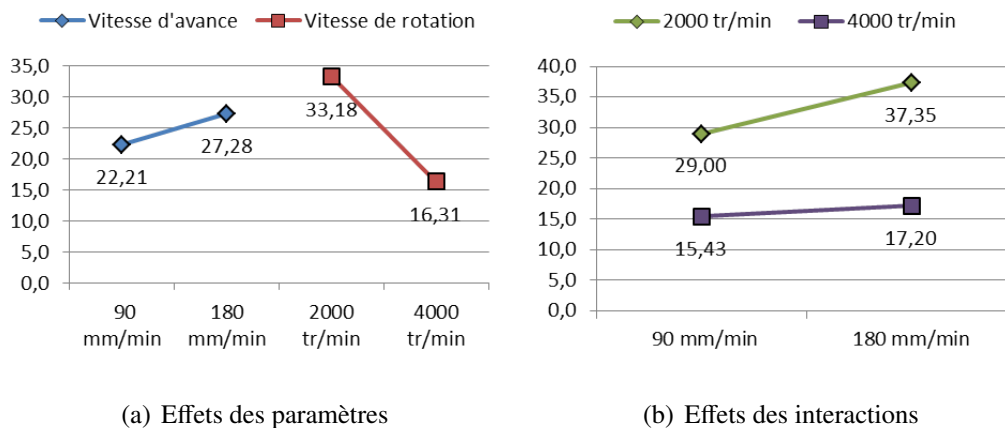 Vitesse d'avance
Vitesse de rotation
35,0
30,0
25,0
20,0
15,0
10,0
5,0
0,0
22,21
27,28
33,18
16,31
90
mm/min
180
mm/min
2000
tr/min
4000
tr/min
(a) Effets des paramètres
2000 tr/min
4000 tr/min
40,0
35,0
30,0
25,0
20,0
15,0
10,0
5,0
0,0
29,00
37,35
15,43
17,20
90 mm/min
180 mm/min
(b) Effets des interactions